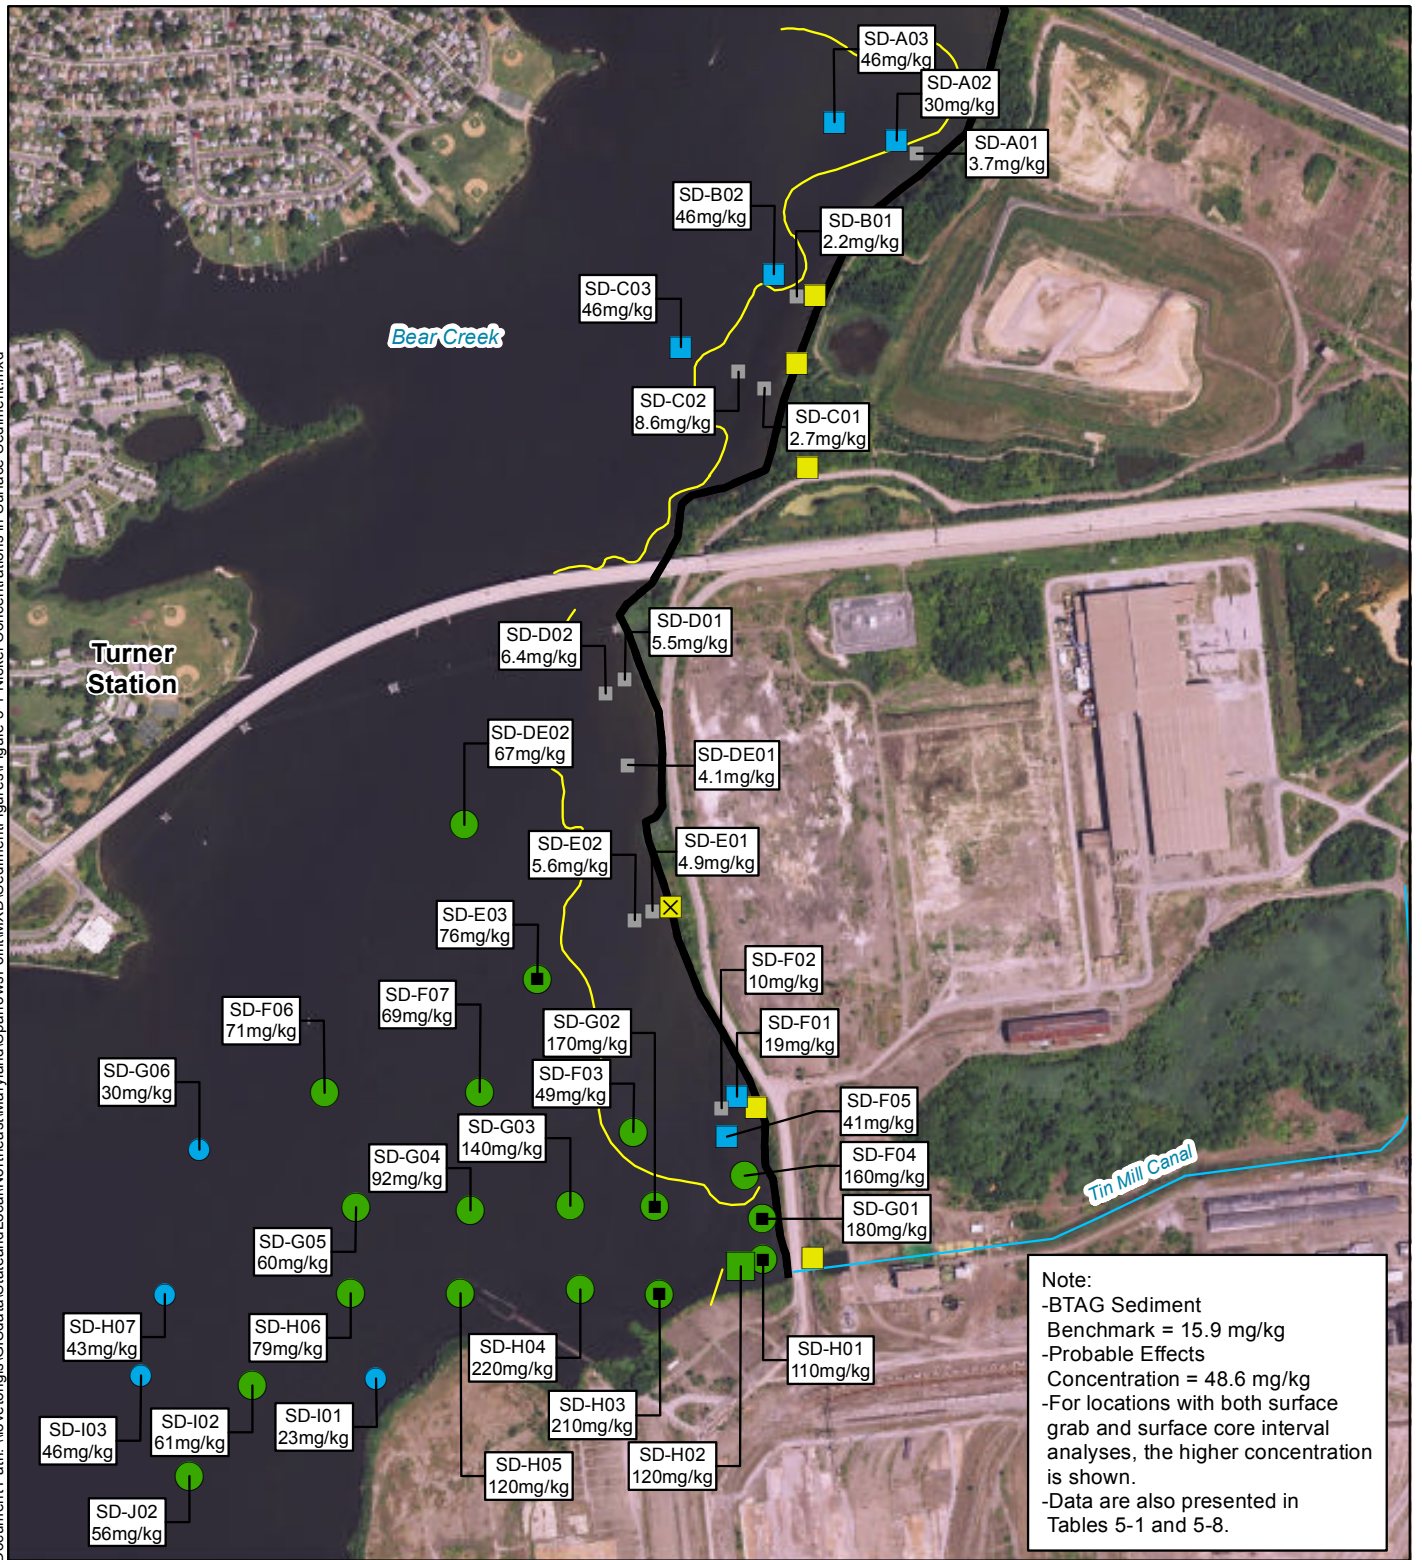 SD-A03
46mg/kg
SD-A02
30mg/kg
SD-A01
3.7mg/kg
SD-B02
46mg/kg
SD-B01
2.2mg/kg
SD-C03
46mg/kg
Bear Creek
SD-C02
8.6mg/kg
SD-C01
2.7mg/kg
SD-D01
5.5mg/kg
SD-D02
6.4mg/kg
Turner
Station
SD-DE02
67mg/kg
SD-DE01
4.1mg/kg
SD-E02
5.6mg/kg
SD-E01
4.9mg/kg
SD-E03
76mg/kg
SD-F02
10mg/kg
SD-F06
71mg/kg
SD-F07
69mg/kg
SD-G02
170mg/kg
SD-F01
19mg/kg
SD-G06
30mg/kg
SD-F03
49mg/kg
SD-F05
41mg/kg
SD-G03
140mg/kg
SD-G04
92mg/kg
SD-F04
160mg/kg
Tin Mill Canal
SD-G01
180mg/kg
SD-G05
60mg/kg
SD-H07
43mg/kg
SD-H06
79mg/kg
SD-H04
220mg/kg
SD-H01
110mg/kg
SD-H03
210mg/kg
SD-I03
46mg/kg
SD-I02
61mg/kg
SD-I01
23mg/kg
SD-H05
120mg/kg
SD-H02
120mg/kg
SD-J02
56mg/kg
Note:
-BTAG Sediment
Benchmark = 15.9 mg/kg
-Probable Effects
Concentration = 48.6 mg/kg
-For locations with both surface
grab and surface core interval
analyses, the higher concentration
is shown.
-Data are also presented in
Tables 5-1 and 5-8.